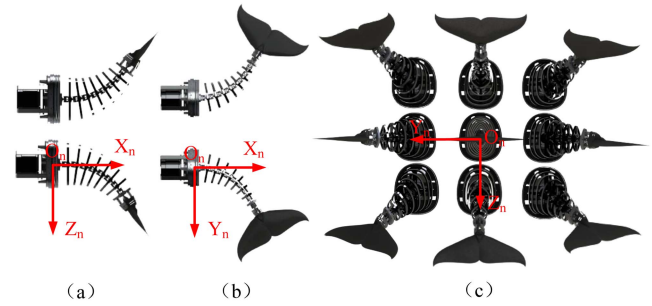 Oₙ Xₙ
Zₙ
Oₙ Xₙ
Yₙ
Yₙ Oₙ
Zₙ
（a） （b） （c）